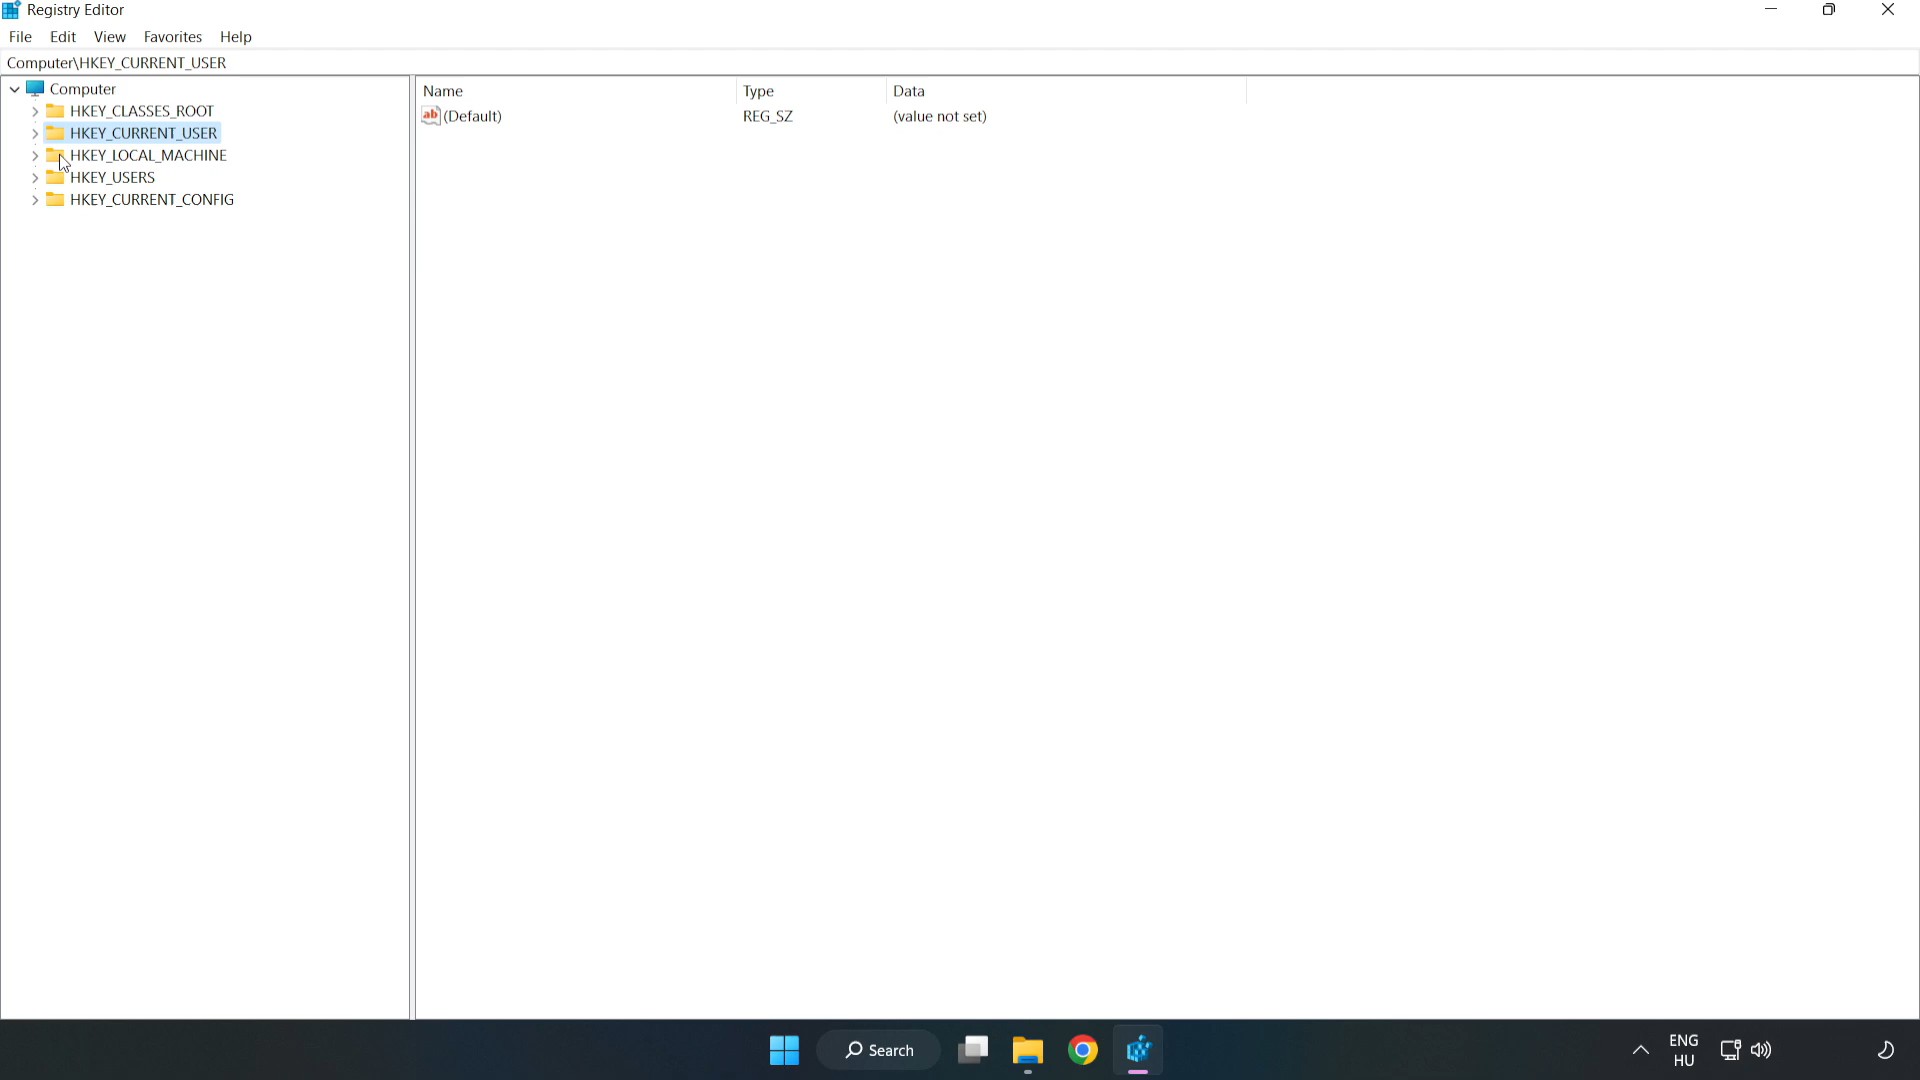 Registry Editor
File Edit View Favorites Help
Computer\HKEY_CURRENT_USER
Computer
HKEY_CLASSES_ROOT
HKEY_CURRENT_USER
HKEY_LOCAL_MACHINE
HKEY_USERS
HKEY_CURRENT_CONFIG
Name Type Data
ab (Default) REG_SZ (value not set)
Search
ENG
HU